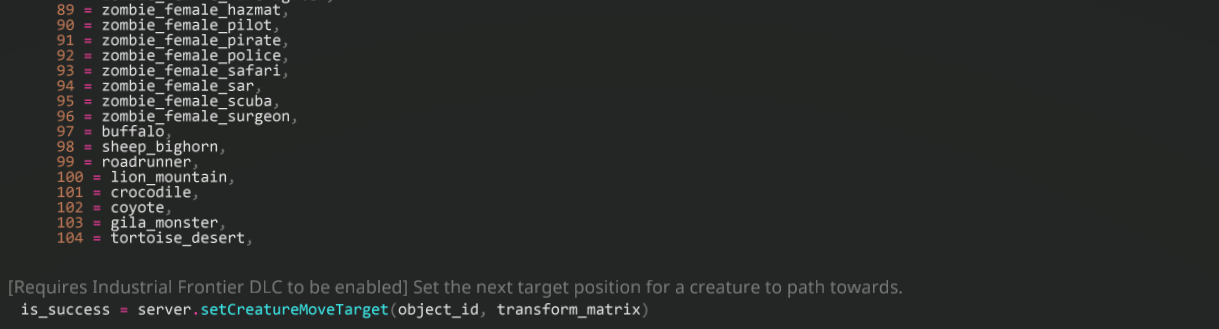 89 = zombie_female_hazmat,
90 = zombie_female_pilot,
91 = zombie_female_pirate,
92 = zombie_female_police,
93 = zombie_female_safari,
94 = zombie_female_sar,
95 = zombie_female_scuba,
96 = zombie_female_surgeon,
97 = buffalo,
98 = sheep_bighorn,
99 = roadrunner,
100 = lion_mountain,
101 = crocodile,
102 = coyote,
103 = gila_monster,
104 = tortoise_desert,
[Requires Industrial Frontier DLC to be enabled] Set the next target position for a creature to path towards.
is_success = server.setCreatureMoveTarget(object_id, transform_matrix)